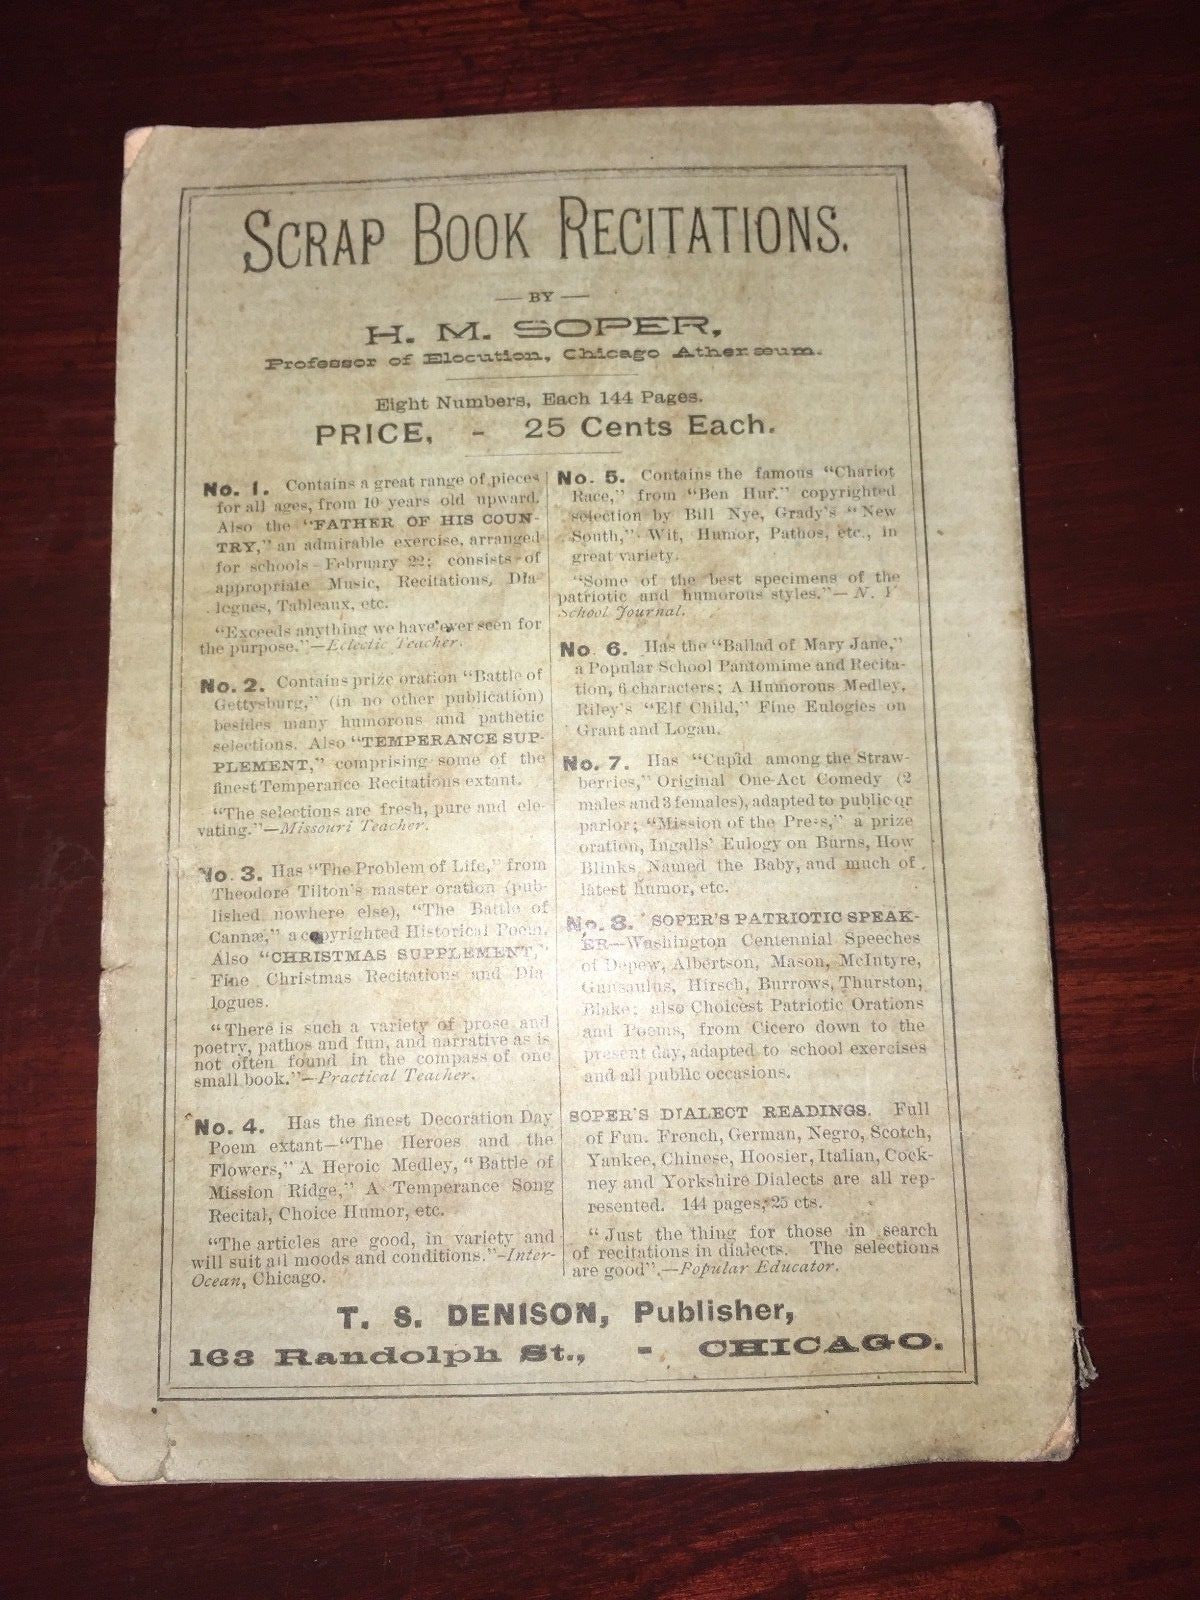 SCRAP BOOK RECITATIONS.
— BY —
H. M. SOPER,
Professor of Elocution, Chicago Athenæum.
Eight Numbers, Each 144 Pages.
PRICE, - 25 Cents Each.
No. 1. Contains a great range of pieces
for all ages, from 10 years old upward.
Also the "FATHER OF HIS COUN-
TRY," an admirable exercise, arranged
for schools—February 22; consists of
appropriate Music, Recitations, Dia-
logues, Tableaux, etc.
"Exceeds anything we have ever seen for
the purpose."—Eclectic Teacher.
No. 2. Contains prize oration "Battle of
Gettysburg," (in no other publication)
besides many humorous and pathetic
selections. Also "TEMPERANCE SUP-
PLEMENT," comprising some of the
finest Temperance Recitations extant.
"The selections are fresh, pure and ele-
vating."—Missouri Teacher.
No. 3. Has "The Problem of Life," from
Theodore Tilton's master oration (pub-
lished nowhere else), "The Battle of
Cannæ," a copyrighted Historical Poem.
Also "CHRISTMAS SUPPLEMENT,"
Fine Christmas Recitations and Dia
logues.
"There is such a variety of prose and
poetry, pathos and fun, and narrative as is
not often found in the compass of one
small book."—Practical Teacher.
No. 4. Has the finest Decoration Day
Poem extant—"The Heroes and the
Flowers," A Heroic Medley, "Battle of
Mission Ridge," A Temperance Song
Recital, Choice Humor, etc.
"The articles are good, in variety and
will suit all moods and conditions."—Inter-
Ocean, Chicago.
No. 5. Contains the famous "Chariot
Race," from "Ben Hur." copyrighted
selection by Bill Nye, Grady's "New
South," Wit, Humor, Pathos, etc., in
great variety.
"Some of the best specimens of the
patriotic and humorous styles."—N. Y
School Journal.
No. 6. Has the "Ballad of Mary Jane,"
a Popular School Pantomime and Recita-
tion, 6 characters; A Humorous Medley,
Riley's "Elf Child," Fine Eulogies on
Grant and Logan.
No. 7. Has "Cupid among the Straw-
berries," Original One-Act Comedy (2
males and 3 females), adapted to public or
parlor; "Mission of the Press," a prize
oration, Ingalls' Eulogy on Burns, How
Blinks Named the Baby, and much of
latest humor, etc.
No. 8. SOPER'S PATRIOTIC SPEAK-
ER—Washington Centennial Speeches
of Depew, Albertson, Mason, McIntyre,
Gunsaulus, Hirsch, Burrows, Thurston,
Blake; also Choicest Patriotic Orations
and Poems, from Cicero down to the
present day, adapted to school exercises
and all public occasions.
SOPER'S DIALECT READINGS. Full
of Fun. French, German, Negro, Scotch,
Yankee, Chinese, Hoosier, Italian, Cock-
ney and Yorkshire Dialects are all rep-
resented. 144 pages, 25 cts.
"Just the thing for those in search
of recitations in dialects. The selections
are good".—Popular Educator.
T. S. DENISON, Publisher,
163 Randolph St., - CHICAGO.